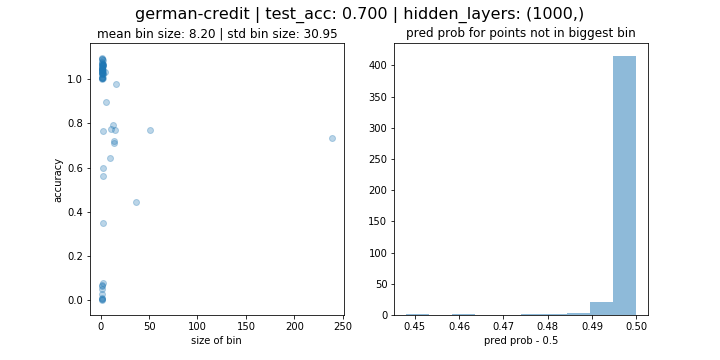 german-credit | test_acc: 0.700 | hidden_layers: (1000,)
mean bin size: 8.20 | std bin size: 30.95
accuracy
1.0
0.8
0.6
0.4
0.2
0.0
0 50 100 150 200 250
size of bin
pred prob for points not in biggest bin
400
350
300
250
200
150
100
50
0
0.45 0.46 0.47 0.48 0.49 0.50
pred prob - 0.5